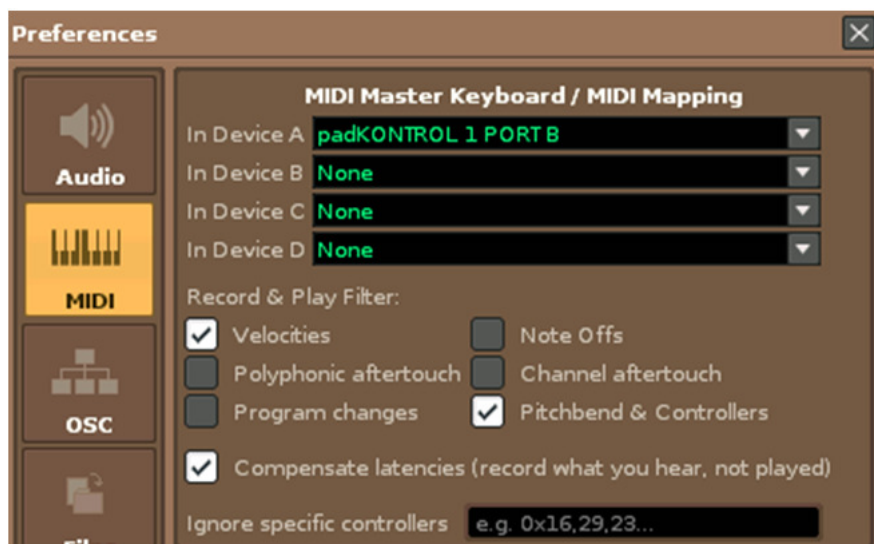 Preferences
MIDI Master Keyboard / MIDI Mapping
In Device A padKONTROL 1 PORT B
Audio
In Device B None
In Device C None
In Device D None
MIDI
Record & Play Filter:
Velocities Note Offs
Polyphonic aftertouch Channel aftertouch
Program changes Pitchbend & Controllers
OSC
Compensate latencies (record what you hear, not played)
Ignore specific controllers e.g. 0x16,29,23...